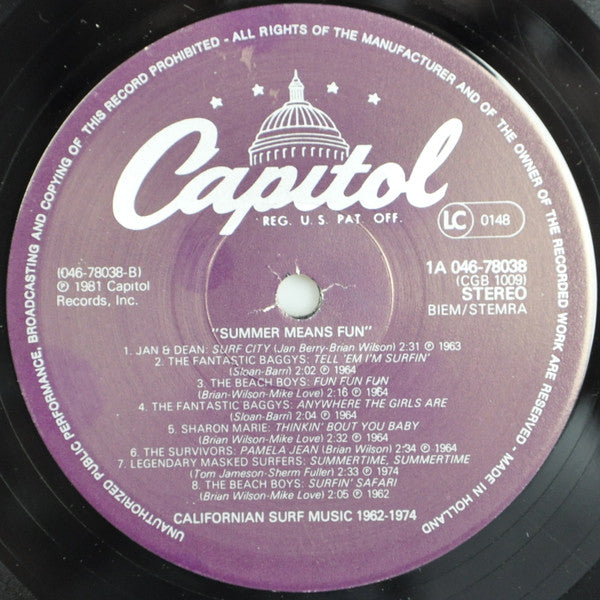 UNAUTHORIZED PUBLIC PERFORMANCE, BROADCASTING AND COPYING OF THIS RECORD PROHIBITED - ALL RIGHTS OF THE MANUFACTURER AND OF THE OWNER OF THE RECORDED WORK ARE RESERVED - MADE IN HOLLAND
Capitol
REG. U.S. PAT. OFF.
LC 0148
(046-78038-B)
℗ 1981 Capitol
Records, Inc.
1A 046-78038
(CGB 1009)
STEREO
BIEM/STEMRA
"SUMMER MEANS FUN"
1. JAN & DEAN: SURF CITY (Jan Berry-Brian Wilson) 2:31 ℗ 1963
2. THE FANTASTIC BAGGYS: TELL 'EM I'M SURFIN'
(Sloan-Barri) 2:02 ℗ 1964
3. THE BEACH BOYS: FUN FUN FUN
(Brian-Wilson-Mike Love) 2:16 ℗ 1964
4. THE FANTASTIC BAGGYS: ANYWHERE THE GIRLS ARE
(Sloan-Barri) 2:04 ℗ 1964
5. SHARON MARIE: THINKIN' BOUT YOU BABY
(Brian Wilson-Mike Love) 2:32 ℗ 1964
6. THE SURVIVORS: PAMELA JEAN (Brian Wilson) 2:34 ℗ 1964
7. LEGENDARY MASKED SURFERS: SUMMERTIME, SUMMERTIME
(Tom Jameson-Sherm Fuller) 2:33 ℗ 1974
8. THE BEACH BOYS: SURFIN' SAFARI
(Brian Wilson-Mike Love) 2:05 ℗ 1962
CALIFORNIAN SURF MUSIC 1962-1974